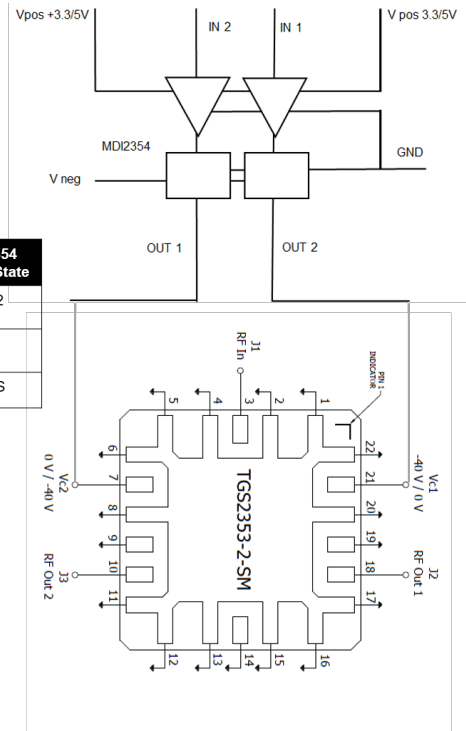 Vpos +3.3/5V
IN 2
IN 1
V pos 3.3/5V
MDI2354
GND
V neg
OUT 1
OUT 2
54
State
2
S
J1
RF In
PIN 1
INDICATOR
5
4
3
2
1
6
7
8
9
10
11
22
21
20
19
18
17
Vc2
0 V / -40 V
Vc1
-40 V / 0 V
TGS2353-2-SM
J3
RF Out 2
J2
RF Out 1
12
13
14
15
16